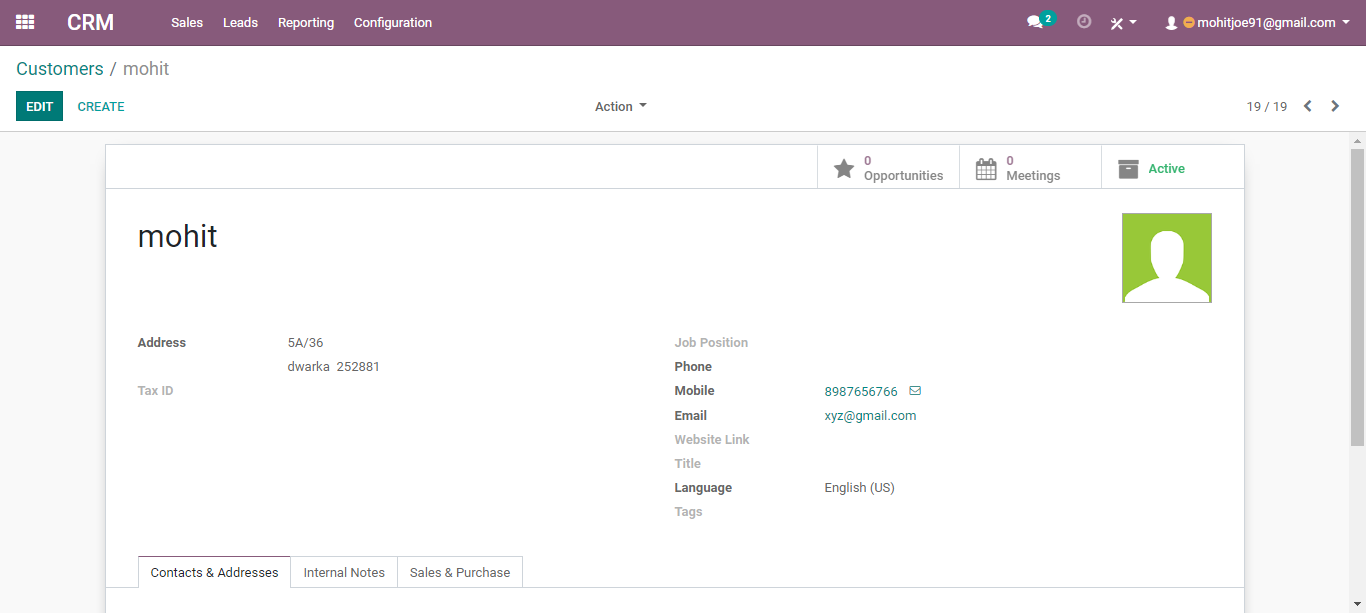 CRM Sales Leads Reporting Configuration 2 mohitjoe91@gmail.com
Customers / mohit
EDIT CREATE Action 19 / 19
0
Opportunities
0
Meetings
Active
mohit
Address 5A/36
dwarka 252881
Tax ID
Job Position
Phone
Mobile 8987656766
Email xyz@gmail.com
Website Link
Title
Language English (US)
Tags
Contacts & Addresses Internal Notes Sales & Purchase